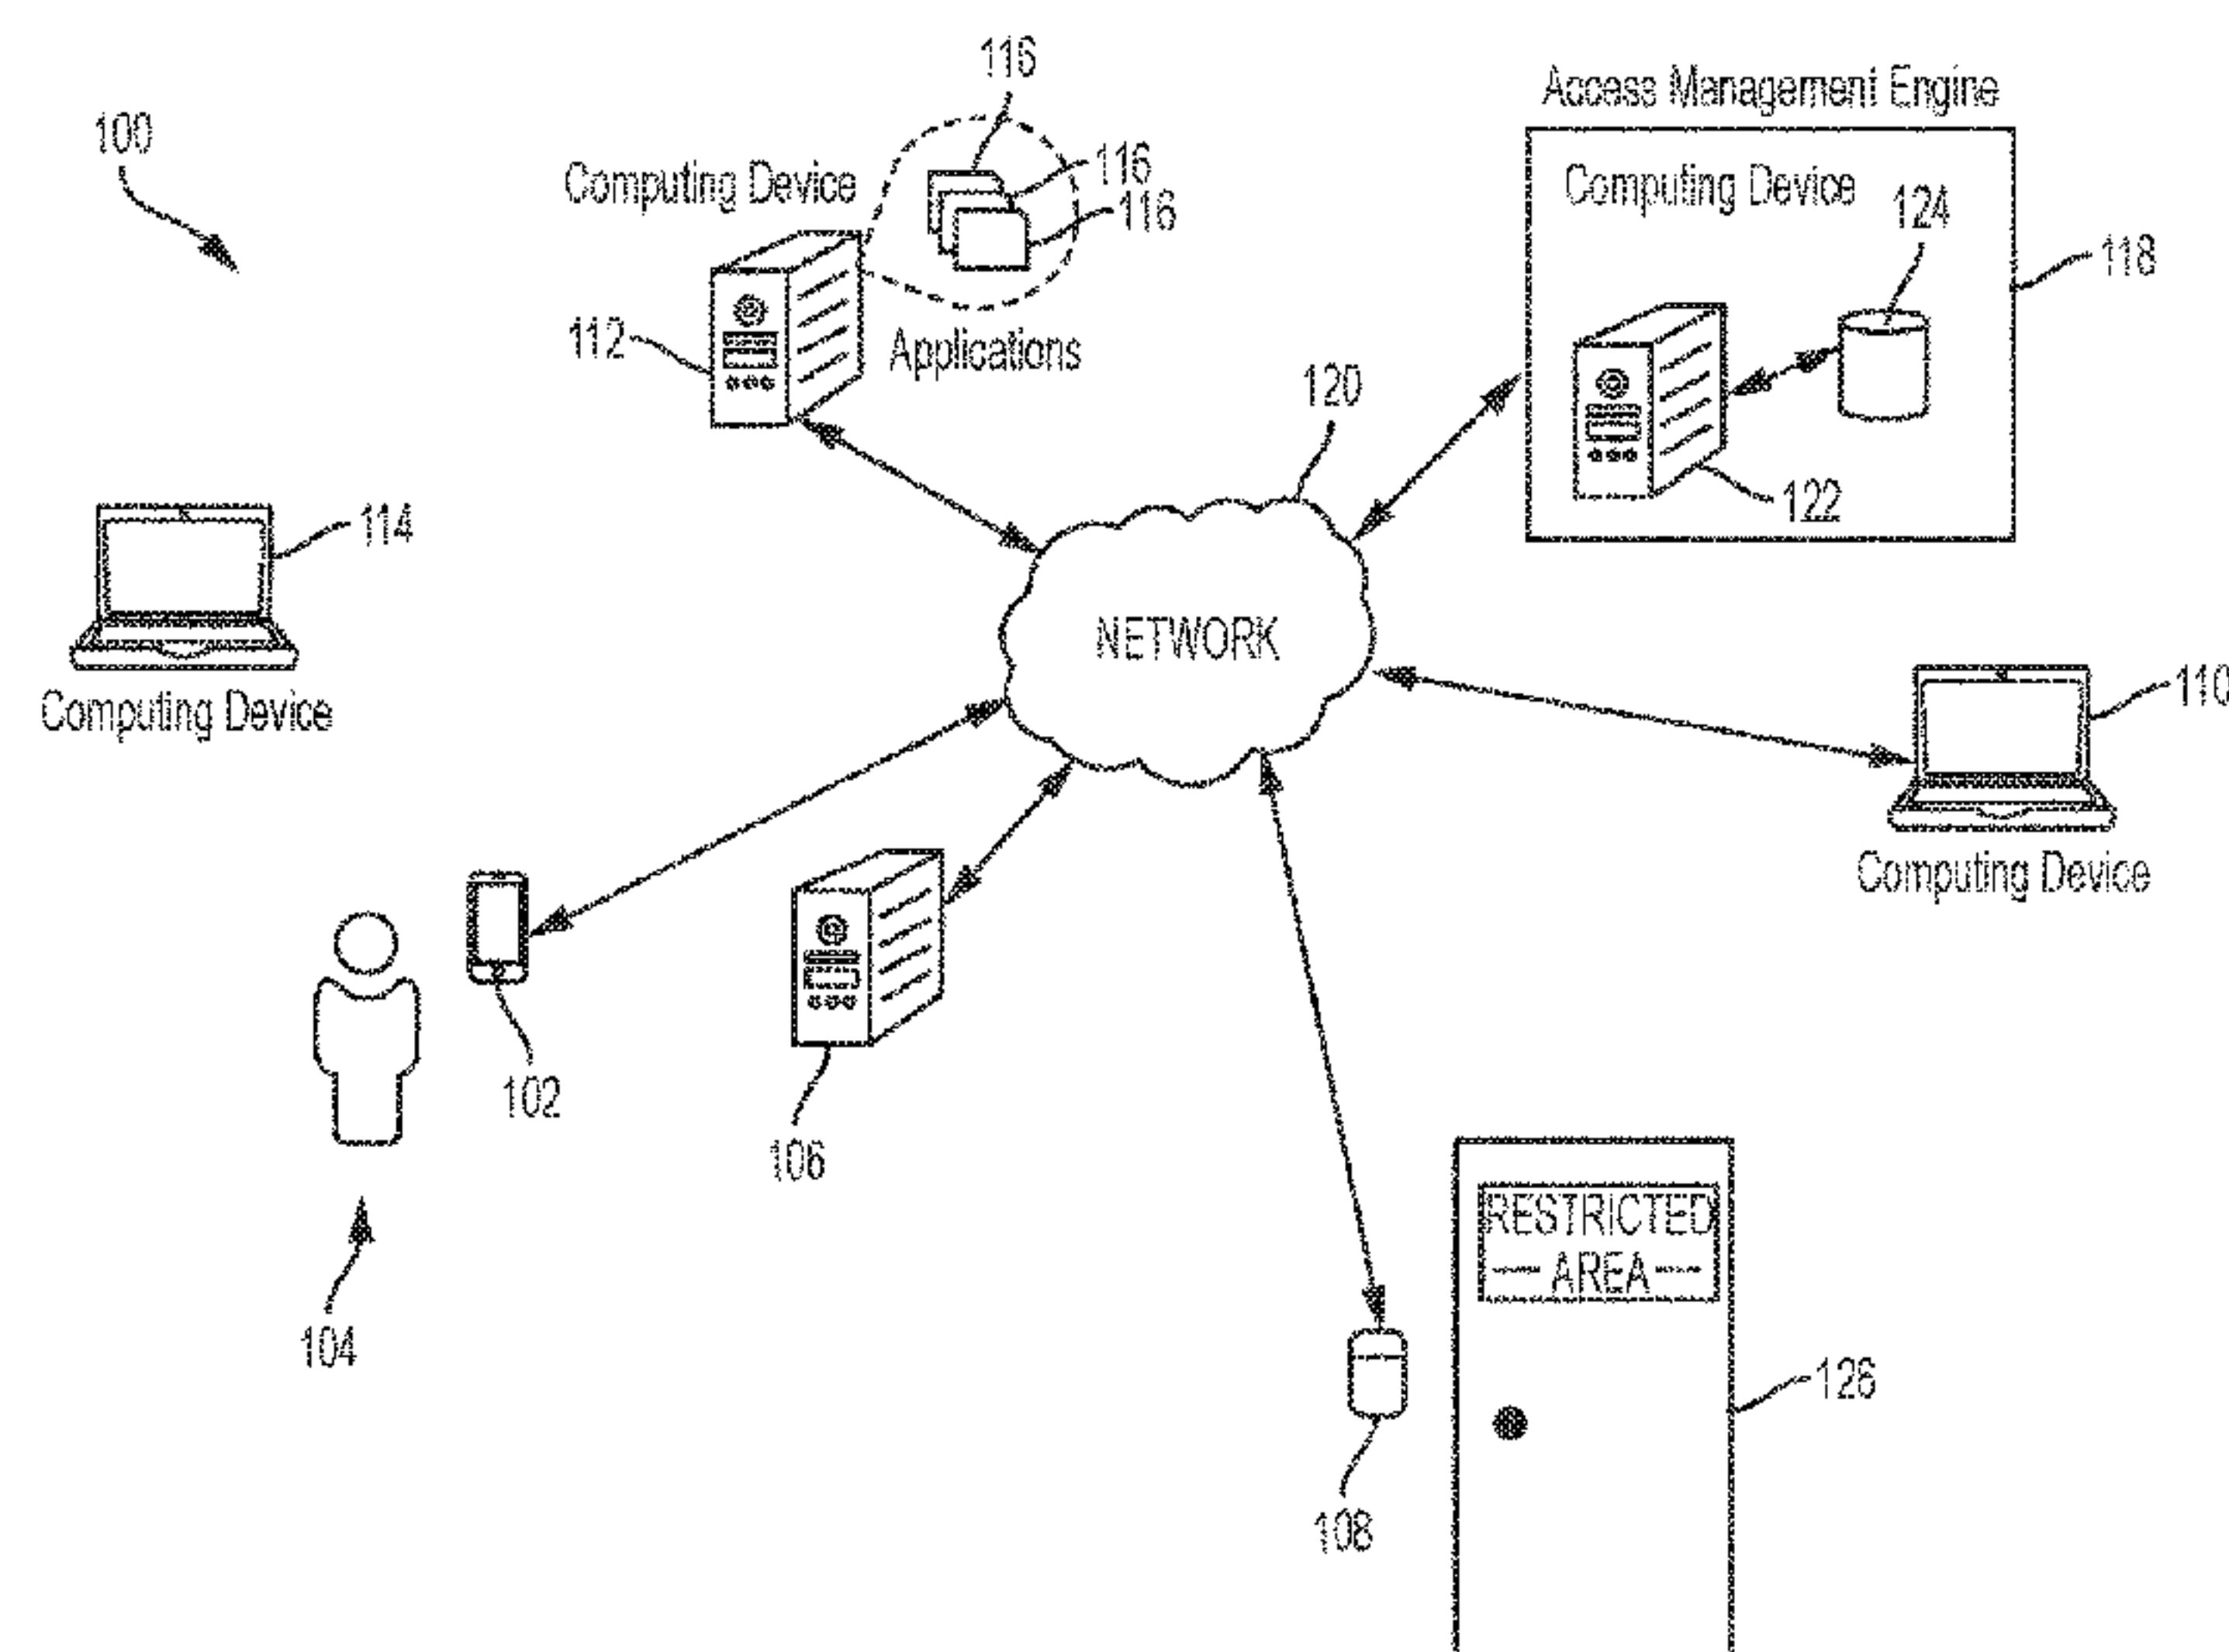 116
Access Management Engine
100
Computing Device
116
116
Computing Device
124
118
112
Applications
120
122
114
NETWORK
110
Computing Device
Computing Device
102
106
RESTRICTED
AREA
104
126
108